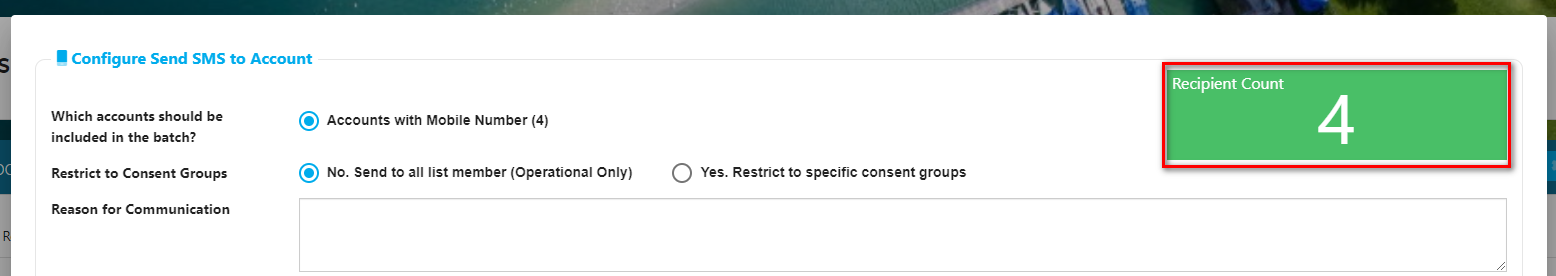 Configure Send SMS to Account
Recipient Count
4
Which accounts should be
included in the batch?
Accounts with Mobile Number (4)
Restrict to Consent Groups
No. Send to all list member (Operational Only)
Yes. Restrict to specific consent groups
Reason for Communication